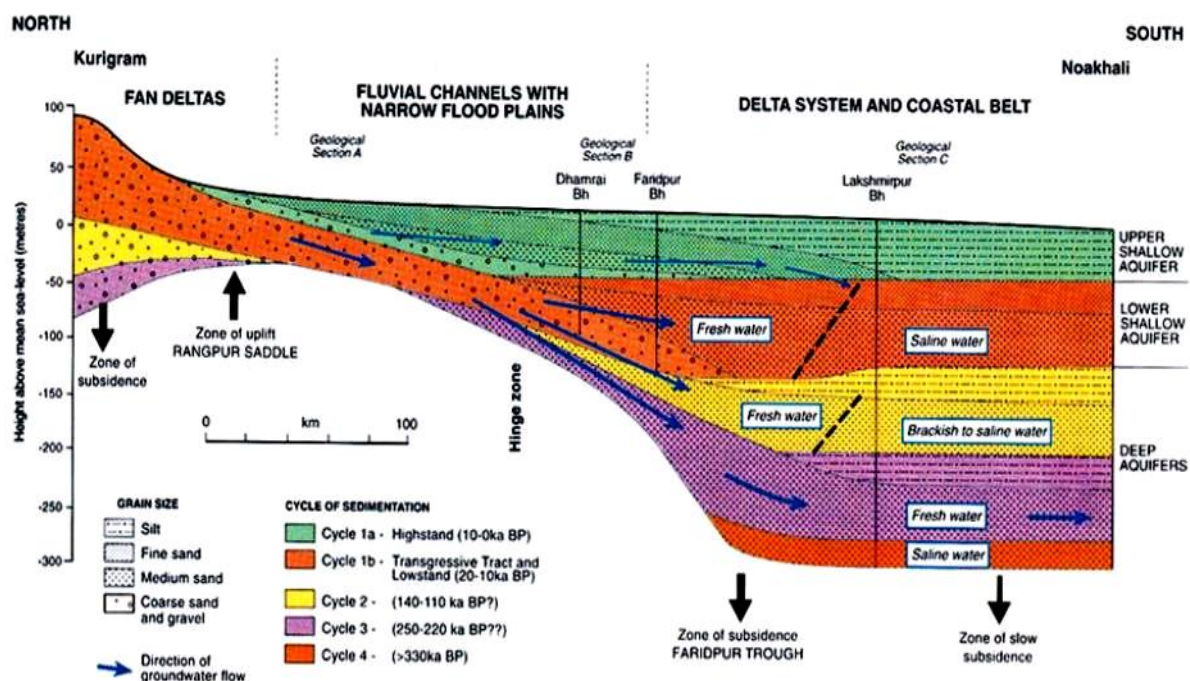 NORTH
SOUTH
Kurigram
Noakhali
FAN DELTAS
FLUVIAL CHANNELS WITH
NARROW FLOOD PLAINS
DELTA SYSTEM AND COASTAL BELT
Geological
Section A
Geological
Section B
Geological
Section C
Dhamrai
Bh
Faridpur
Bh
Lakshmirpur
Bh
Height above mean sea-level (metres)
100
50
0
-50
-100
-150
-200
-250
-300
UPPER
SHALLOW
AQUIFER
LOWER
SHALLOW
AQUIFER
DEEP
AQUIFERS
Fresh water
Saline water
Fresh water
Brackish to saline water
Fresh water
Saline water
Zone of
subsidence
Zone of uplift
RANGPUR SADDLE
0 km 100
Hinge zone
GRAIN SIZE
Silt
Fine sand
Medium sand
Coarse sand
and gravel
Direction of
groundwater flow
CYCLE OF SEDIMENTATION
Cycle 1a - Highstand (10-0ka BP)
Cycle 1b - Transgressive Tract and
Lowstand (20-10ka BP)
Cycle 2 - (140-110 ka BP?)
Cycle 3 - (250-220 ka BP??)
Cycle 4 - (>330ka BP)
Zone of subsidence
FARIDPUR TROUGH
Zone of slow
subsidence